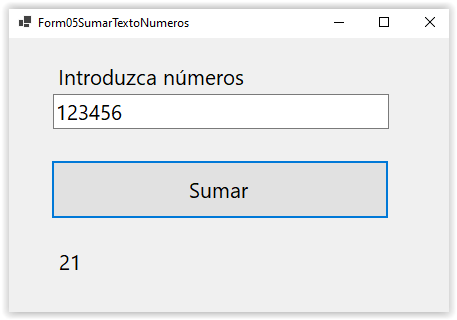 Form05SumarTextoNumeros
Introduzca números
123456
Sumar
21